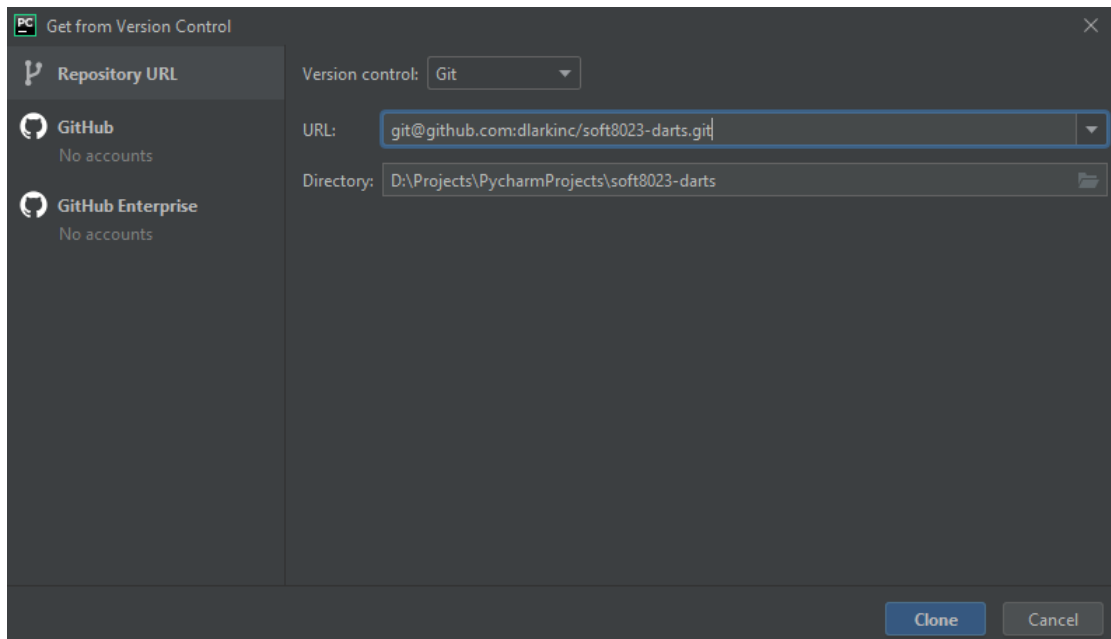 PC Get from Version Control
Repository URL
GitHub
No accounts
GitHub Enterprise
No accounts
Version control: Git
URL: git@github.com:dlarkinc/soft8023-darts.git
Directory: D:\Projects\PycharmProjects\soft8023-darts
Clone Cancel